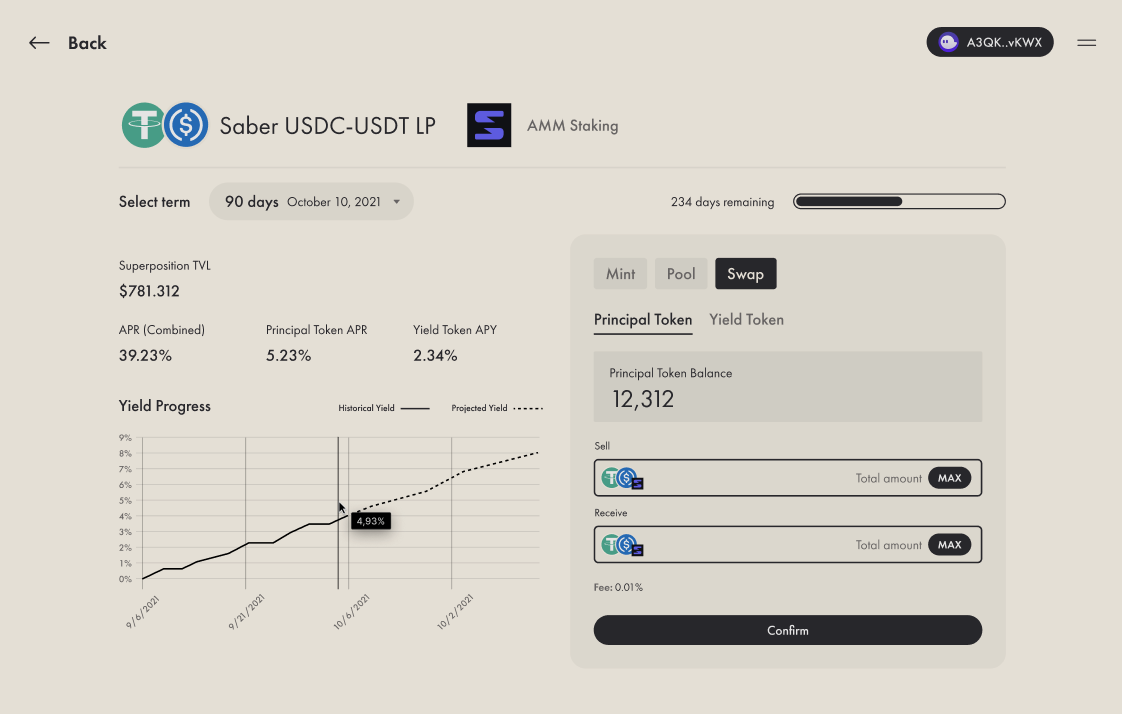 Back
A3QK..vKWX
Saber USDC-USDT LP
AMM Staking
Select term
90 days October 10, 2021
234 days remaining
Superposition TVL
$781.312
APR (Combined) Principal Token APR Yield Token APY
39.23% 5.23% 2.34%
Yield Progress
Historical Yield
Projected Yield
9%
8%
7%
6%
5%
4%
3%
2%
1%
0%
4,93%
9/6/2021
9/21/2021
10/6/2021
10/2/2021
Mint Pool Swap
Principal Token Yield Token
Principal Token Balance
12,312
Sell
Total amount MAX
Receive
Total amount MAX
Fee: 0.01%
Confirm